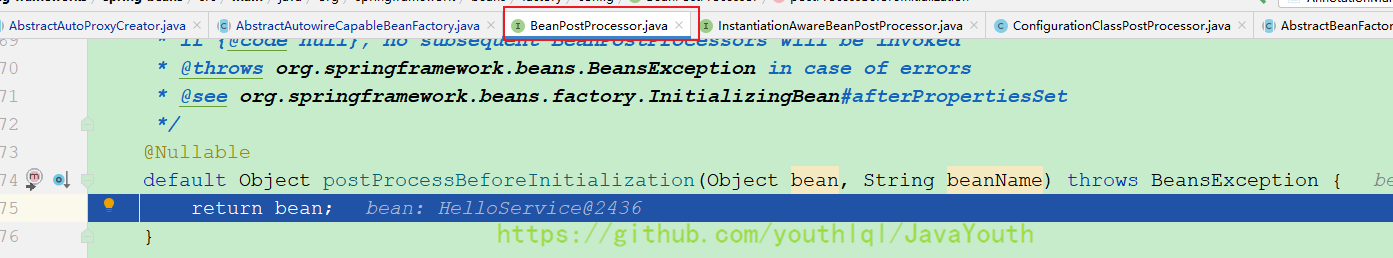 AbstractAutoProxyCreator.java AbstractAutowireCapableBeanFactory.java BeanPostProcessor.java InstantiationAwareBeanPostProcessor.java ConfigurationClassPostProcessor.java AbstractBeanFactor
* if {@code null}, no subsequent BeanPostProcessors will be invoked
70 * @throws org.springframework.beans.BeansException in case of errors
71 * @see org.springframework.beans.factory.InitializingBean#afterPropertiesSet
72 */
73 @Nullable
74 default Object postProcessBeforeInitialization(Object bean, String beanName) throws BeansException { be
75 return bean; bean: HelloService@2436
76 }
https://github.com/youthlql/JavaYouth